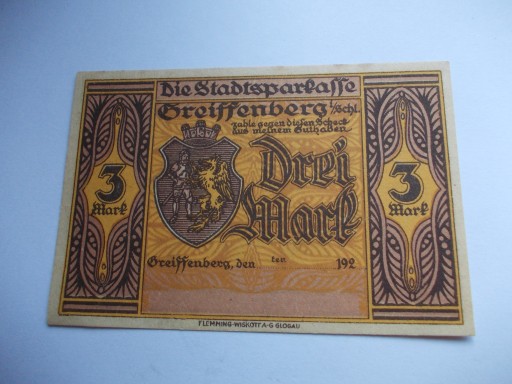 Die Stadtsparkasse
Greiffenberg i/Schl.
zahle gegen diesen Scheck
aus meinem Guthaben
Drei
Mark
3
Mark
3
Mark
Greiffenberg, den ten 192
FLEMMING-WISKOTT A-G GLOGAU